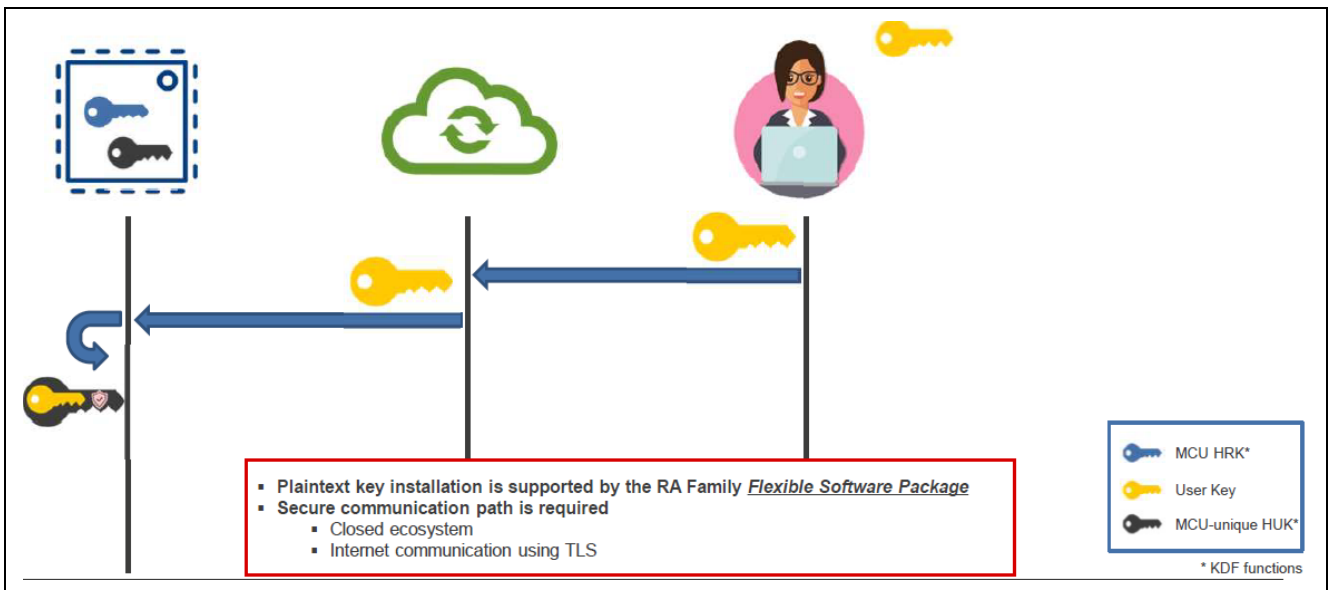 ▪ Plaintext key installation is supported by the RA Family Flexible Software Package
▪ Secure communication path is required
▪ Closed ecosystem
▪ Internet communication using TLS
MCU HRK*
User Key
MCU-unique HUK*
* KDF functions